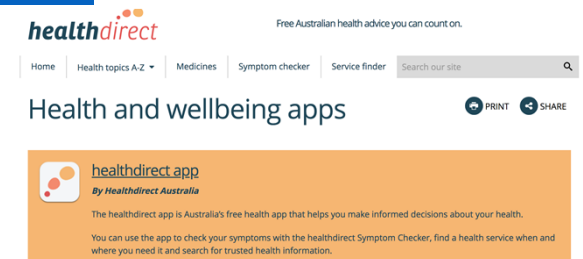 healthdirect
Free Australian health advice you can count on.
Home Health topics A-Z Medicines Symptom checker Service finder Search our site
Health and wellbeing apps
PRINT SHARE
healthdirect app
By Healthdirect Australia
The healthdirect app is Australia's free health app that helps you make informed decisions about your health.
You can use the app to check your symptoms with the healthdirect Symptom Checker, find a health service when and
where you need it and search for trusted health information.